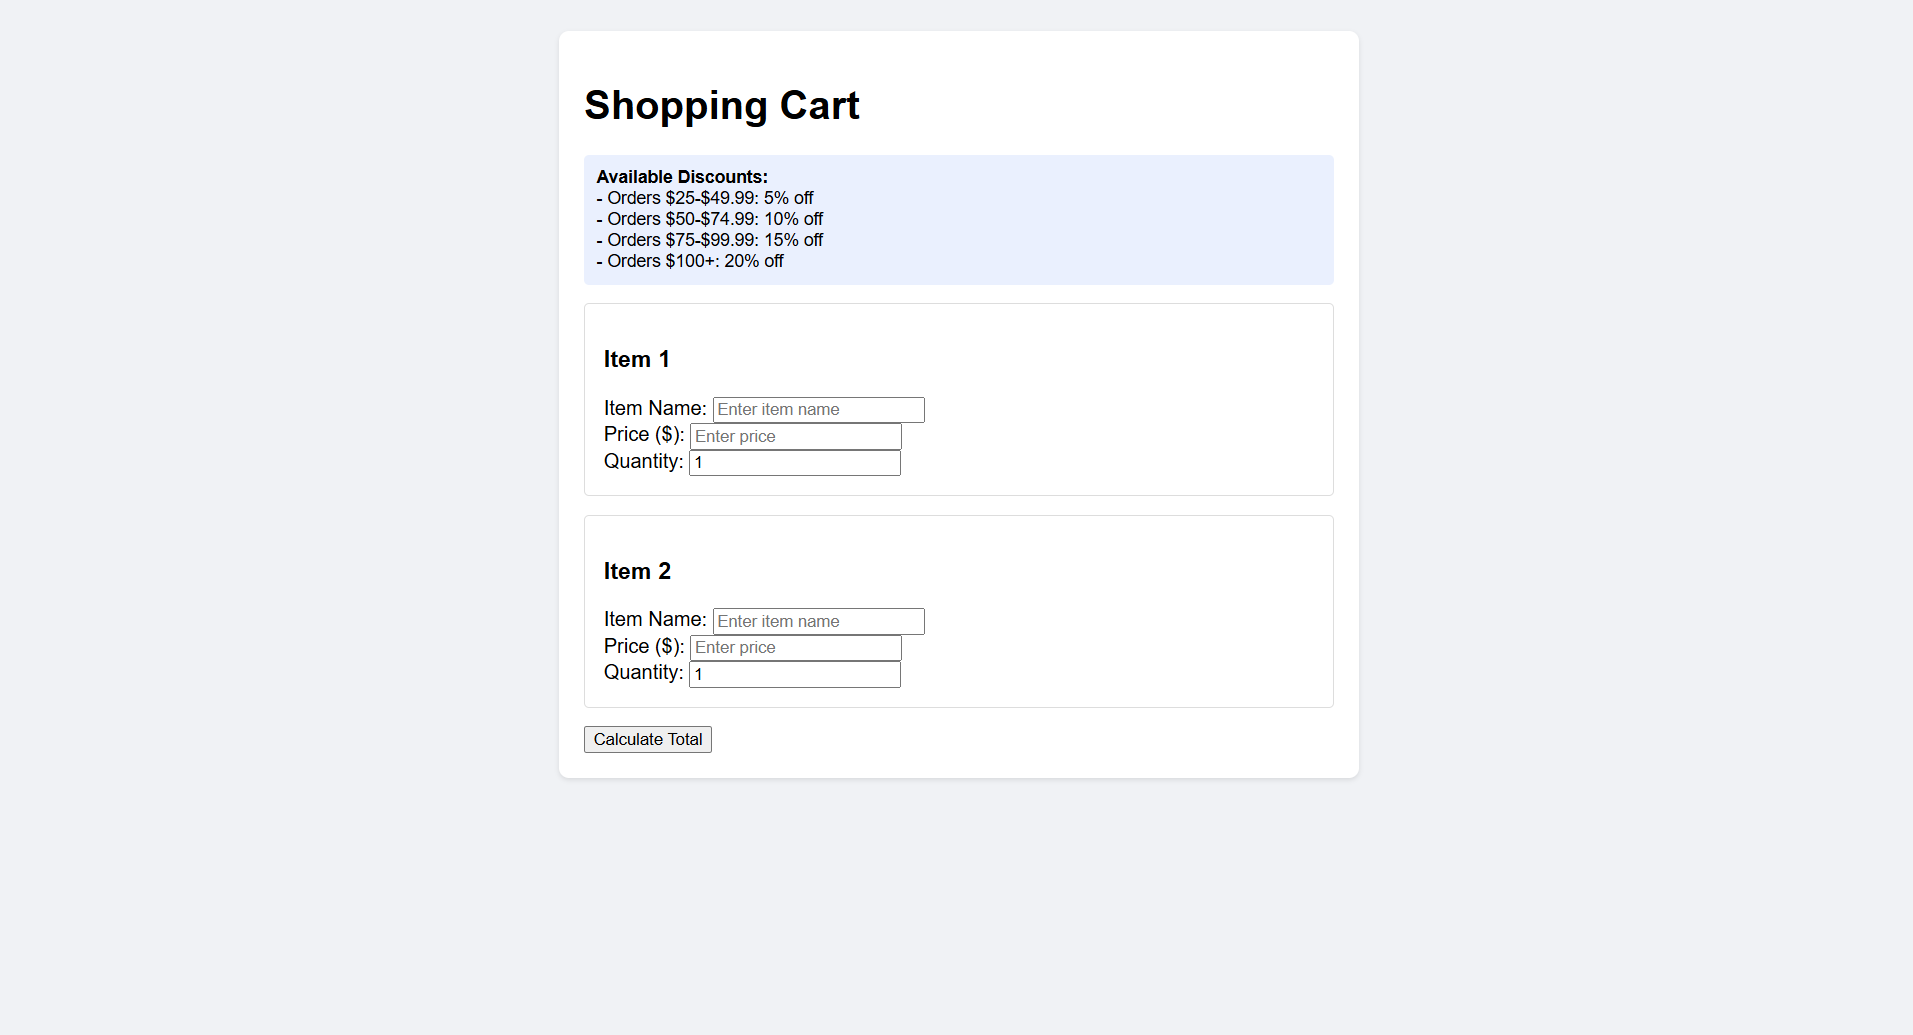 Shopping Cart
Available Discounts:
- Orders $25-$49.99: 5% off
- Orders $50-$74.99: 10% off
- Orders $75-$99.99: 15% off
- Orders $100+: 20% off
Item 1
Item Name: Enter item name
Price ($): Enter price
Quantity: 1
Item 2
Item Name: Enter item name
Price ($): Enter price
Quantity: 1
Calculate Total